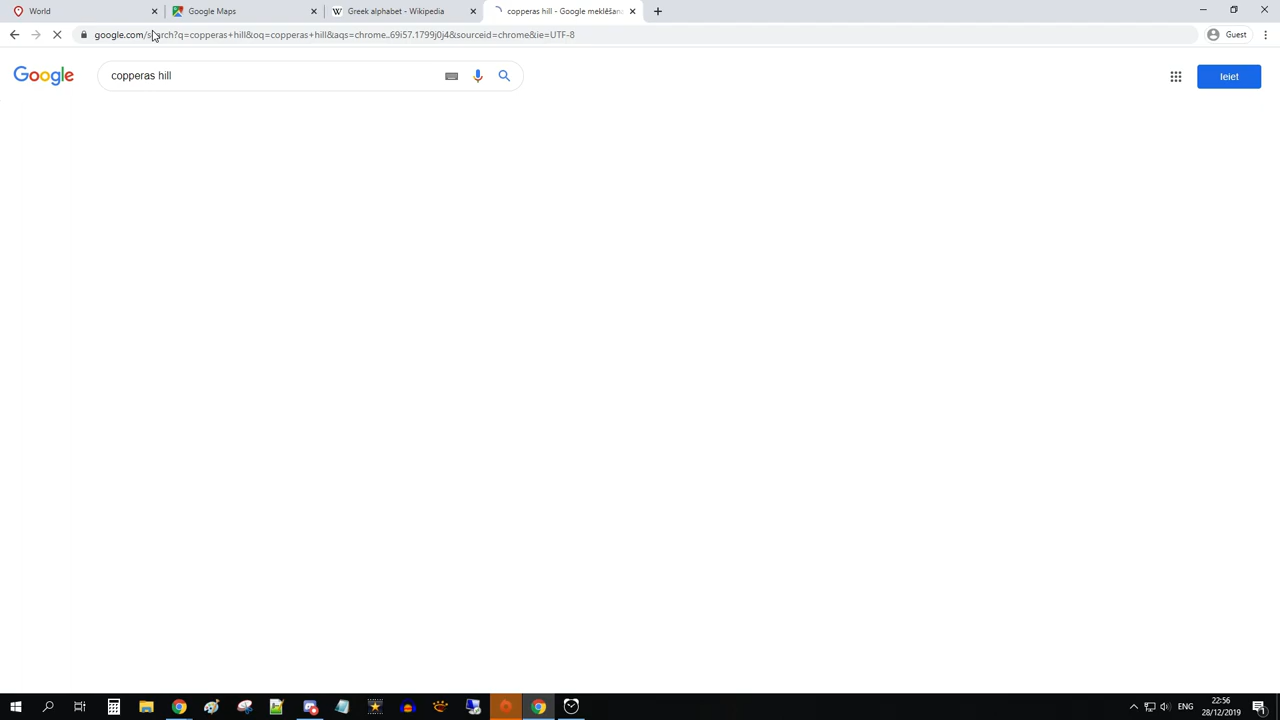 World
Google Maps
Greek alphabet - Wikipedia
copperas hill - Google meklēšana
google.com/search?q=copperas+hill&oq=copperas+hill&aqs=chrome..69i57.1799j0j4&sourceid=chrome&ie=UTF-8
Guest
Google
copperas hill
Ieiet
ENG
22:56
28/12/2019